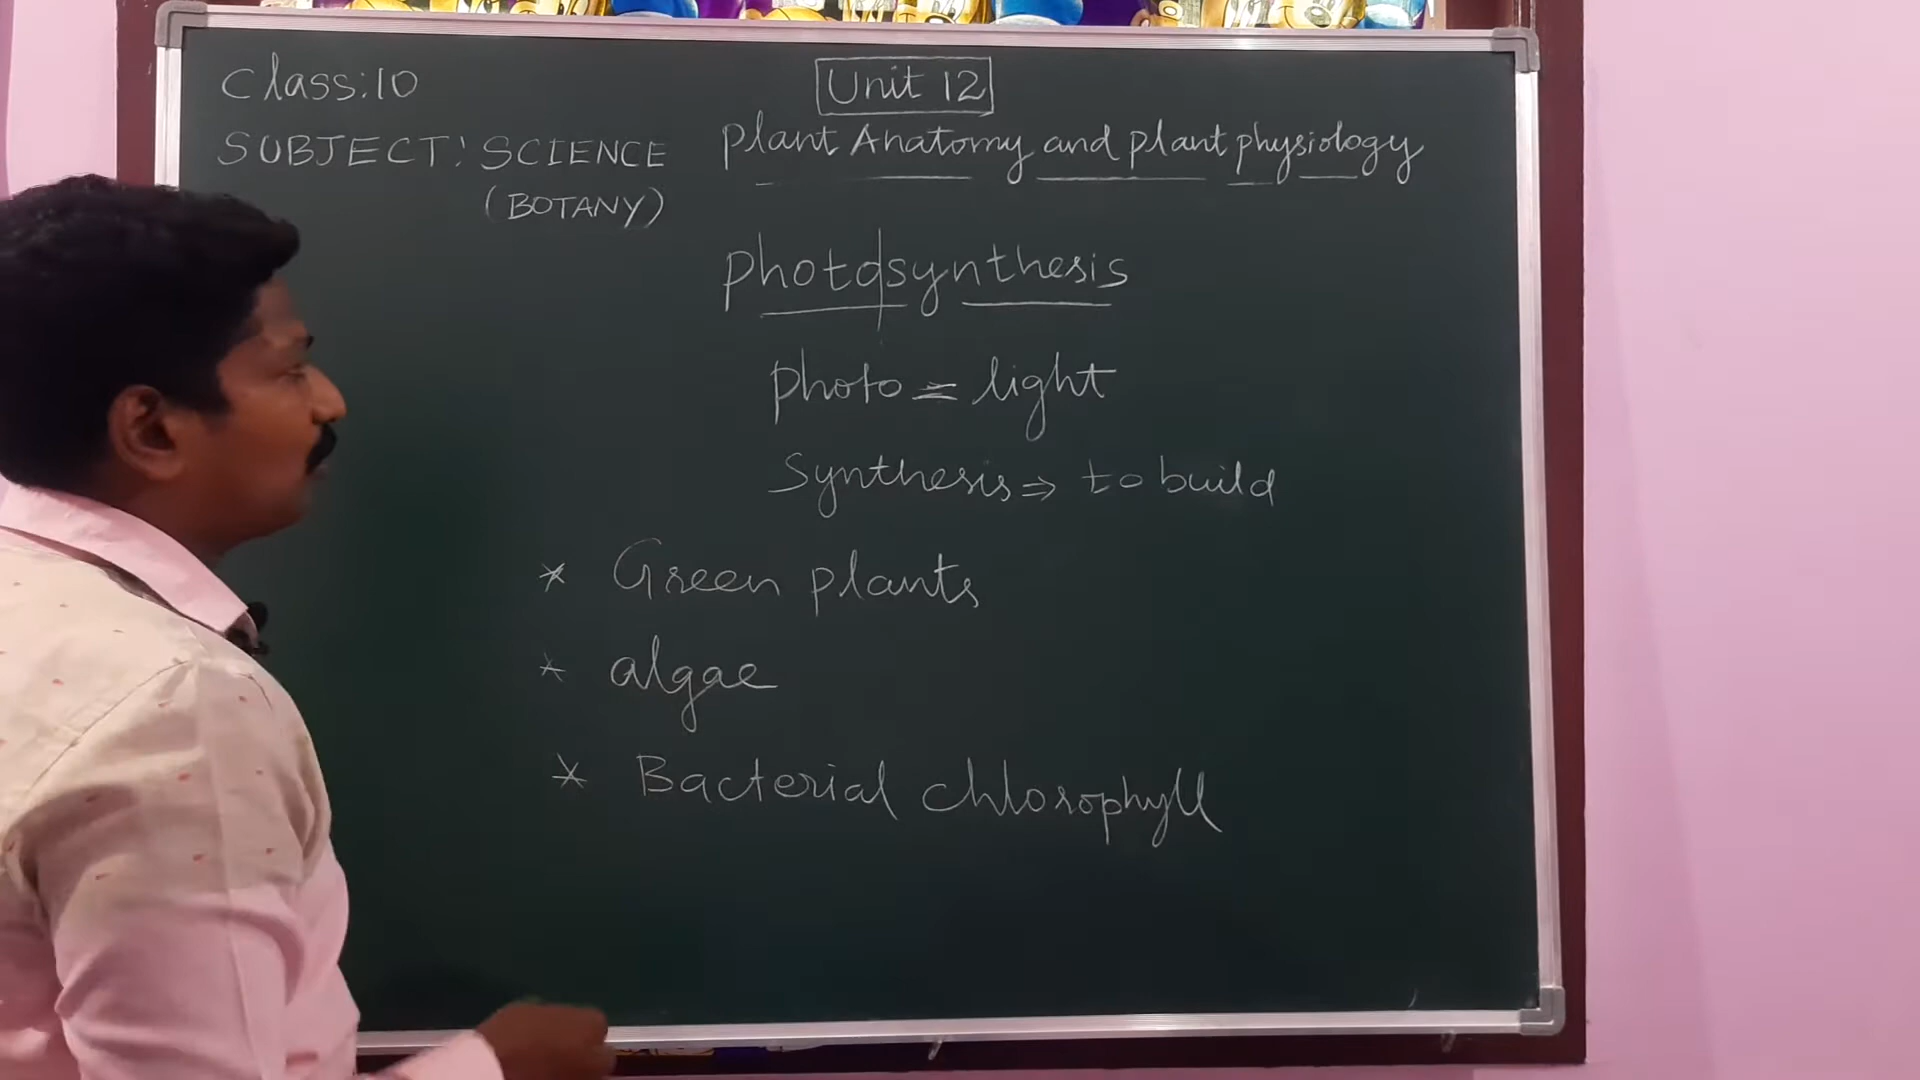 Class:10
Unit 12
SUBJECT: SCIENCE
(BOTANY)
plant Anatomy and plant physiology
photosynthesis
photo = light
Synthesis ⇒ to build
* Green plants
* algae
* Bacterial chlorophyll